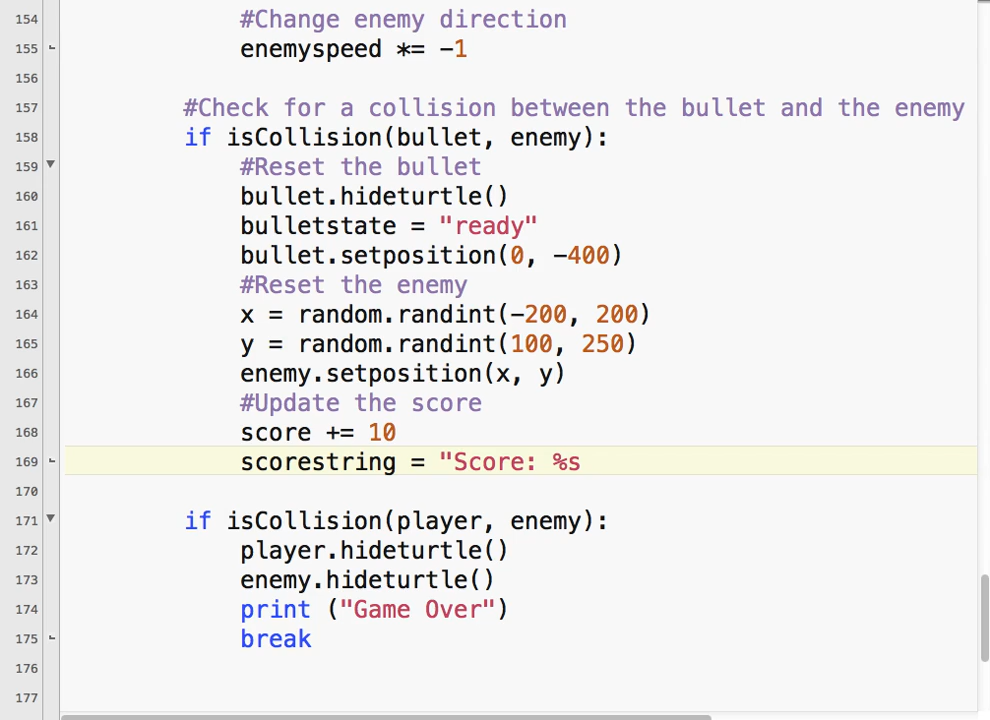 154 #Change enemy direction
155 enemyspeed *= -1
156
157 #Check for a collision between the bullet and the enemy
158 if isCollision(bullet, enemy):
159 #Reset the bullet
160 bullet.hideturtle()
161 bulletstate = "ready"
162 bullet.setposition(0, -400)
163 #Reset the enemy
164 x = random.randint(-200, 200)
165 y = random.randint(100, 250)
166 enemy.setposition(x, y)
167 #Update the score
168 score += 10
169 scorestring = "Score: %s
170
171 if isCollision(player, enemy):
172 player.hideturtle()
173 enemy.hideturtle()
174 print ("Game Over")
175 break
176
177